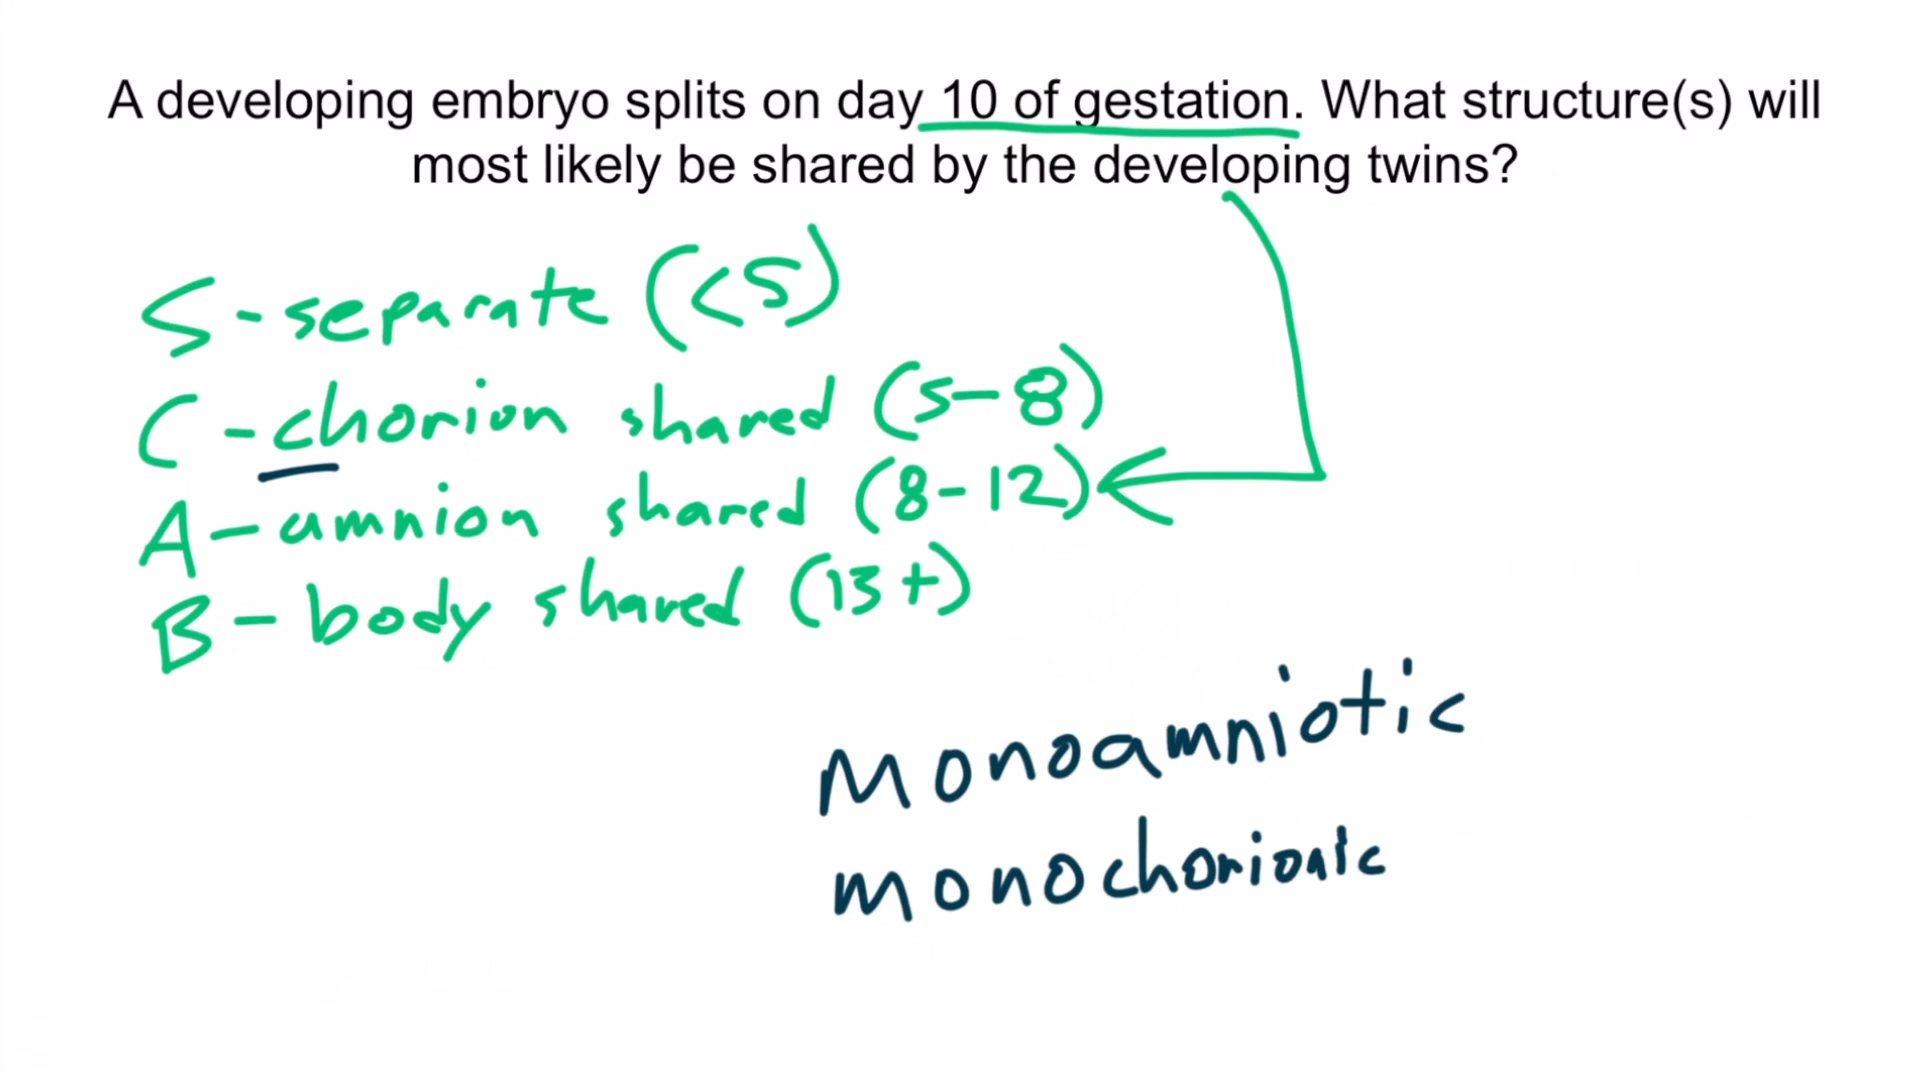 A developing embryo splits on day 10 of gestation. What structure(s) will
most likely be shared by the developing twins?
S - separate (<5)
C - chorion shared (5-8)
A - amnion shared (8-12)
B - body shared (13+)
Monoamniotic
monochorionic